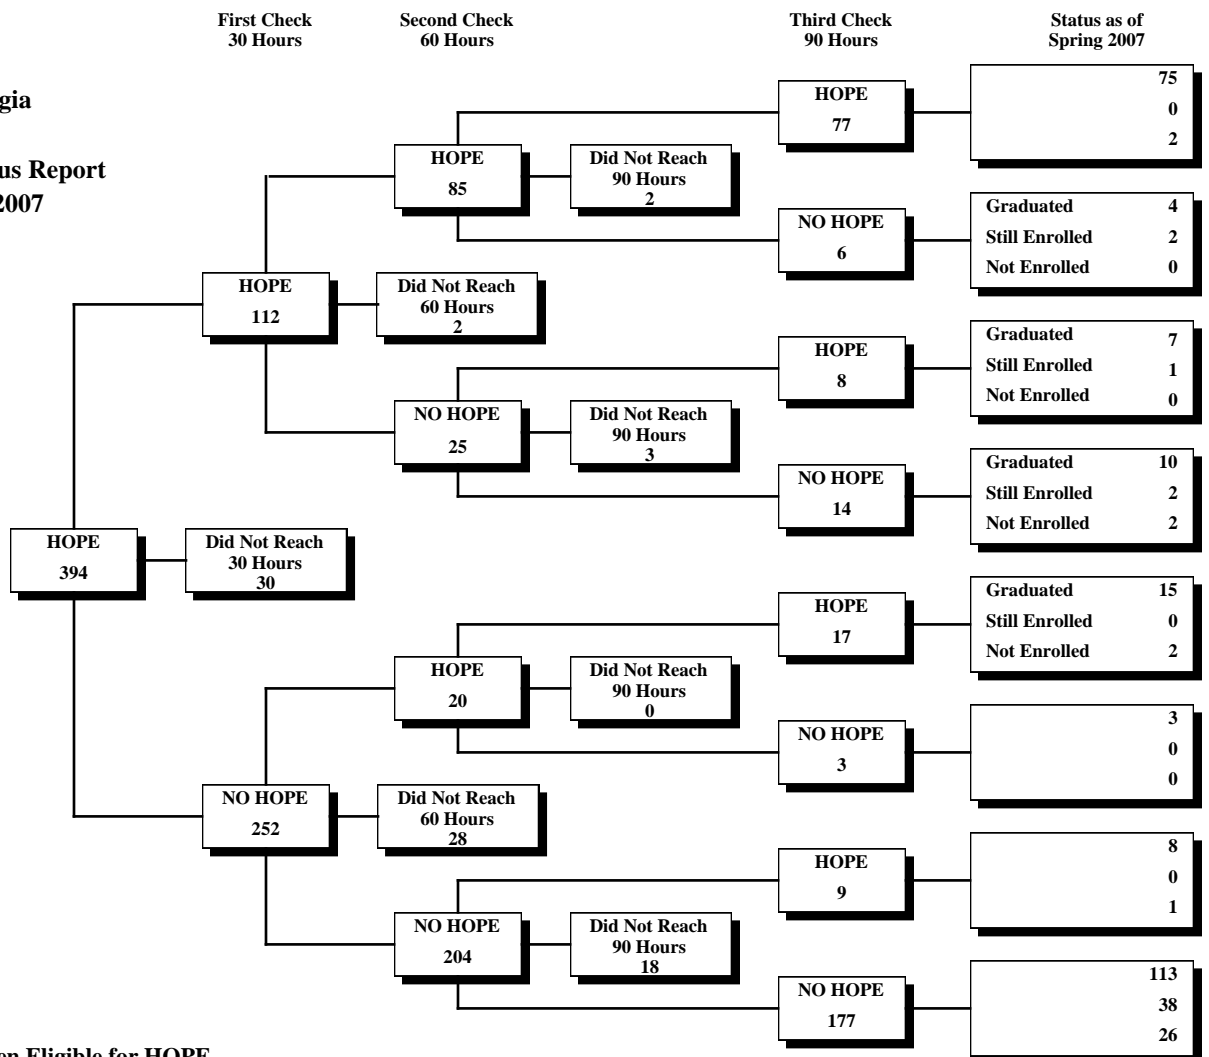 First Check
30 Hours
Second Check
60 Hours
Third Check
90 Hours
Status as of
Spring 2007
gia
us Report
2007
HOPE
394
Did Not Reach
30 Hours
30
HOPE
112
Did Not Reach
60 Hours
2
HOPE
85
Did Not Reach
90 Hours
2
HOPE
77
75
0
2
NO HOPE
6
Graduated 4
Still Enrolled 2
Not Enrolled 0
NO HOPE
25
Did Not Reach
90 Hours
3
HOPE
8
Graduated 7
Still Enrolled 1
Not Enrolled 0
NO HOPE
14
Graduated 10
Still Enrolled 2
Not Enrolled 2
NO HOPE
252
Did Not Reach
60 Hours
28
HOPE
20
Did Not Reach
90 Hours
0
HOPE
17
Graduated 15
Still Enrolled 0
Not Enrolled 2
NO HOPE
3
3
0
0
NO HOPE
204
Did Not Reach
90 Hours
18
HOPE
9
8
0
1
NO HOPE
177
113
38
26
en Eligible for HOPE